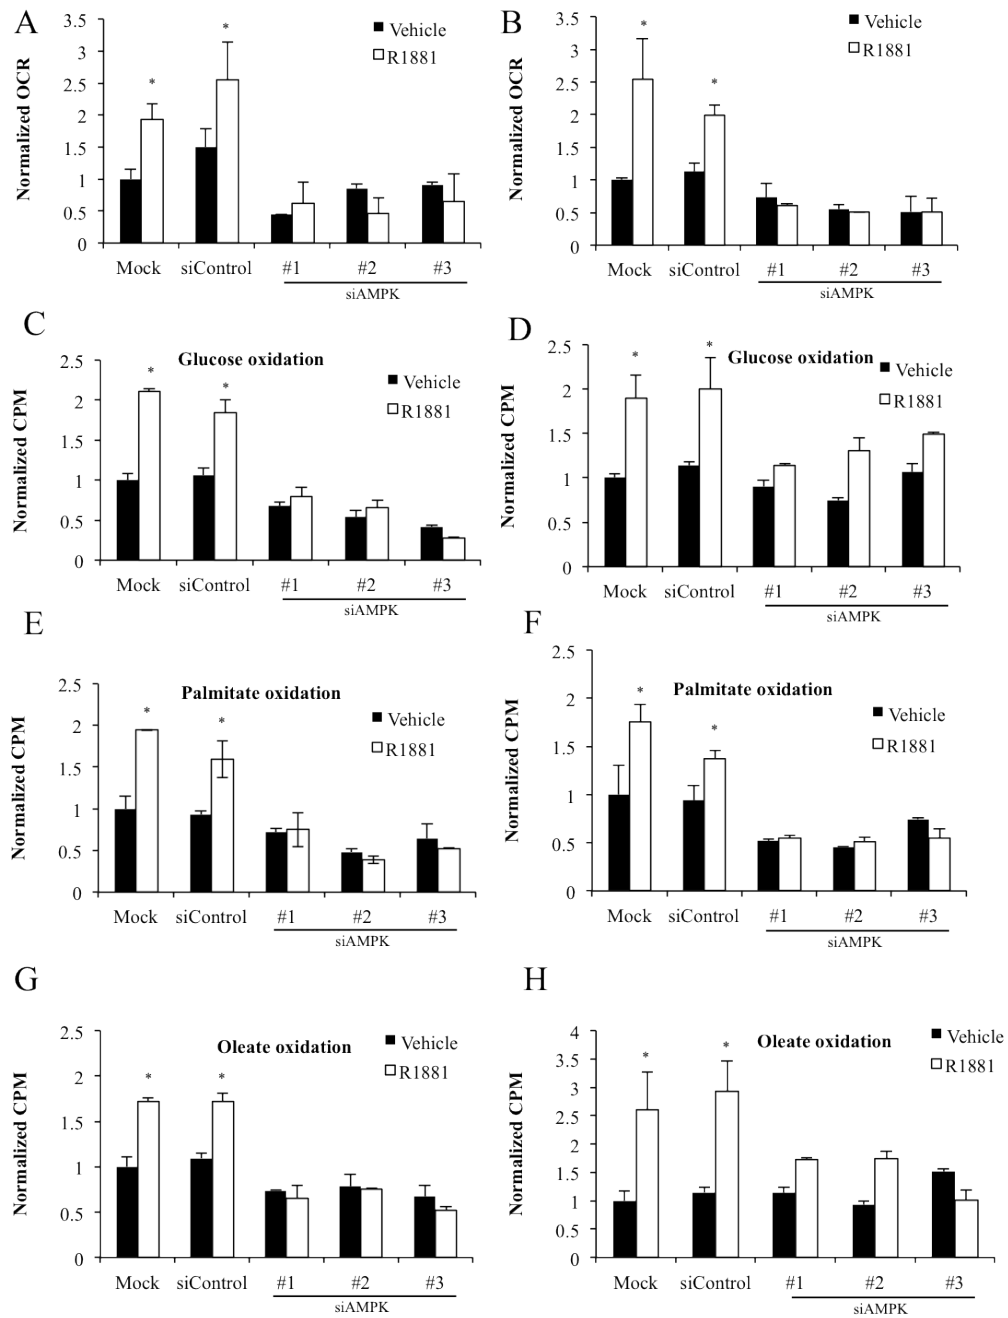 A
Normalized OCR
3.5
3
2.5
2
1.5
1
0.5
0
*
*
Vehicle
R1881
Mock siControl #1 #2 #3
siAMPK
B
Normalized OCR
3.5
3
2.5
2
1.5
1
0.5
0
*
*
Vehicle
R1881
Mock siControl #1 #2 #3
siAMPK
C
Glucose oxidation
Normalized CPM
2.5
2
1.5
1
0.5
0
*
*
Vehicle
R1881
Mock siControl #1 #2 #3
siAMPK
D
Glucose oxidation
Normalized CPM
2.5
2
1.5
1
0.5
0
*
*
Vehicle
R1881
Mock siControl #1 #2 #3
siAMPK
E
Palmitate oxidation
Normalized CPM
2.5
2
1.5
1
0.5
0
*
*
Vehicle
R1881
Mock siControl #1 #2 #3
siAMPK
F
Palmitate oxidation
Normalized CPM
2.5
2
1.5
1
0.5
0
*
*
Vehicle
R1881
Mock siControl #1 #2 #3
siAMPK
G
Oleate oxidation
Normalized CPM
2.5
2
1.5
1
0.5
0
*
*
Vehicle
R1881
Mock siControl #1 #2 #3
siAMPK
H
Oleate oxidation
Normalized CPM
4
3.5
3
2.5
2
1.5
1
0.5
0
*
*
Vehicle
R1881
Mock siControl #1 #2 #3
siAMPK